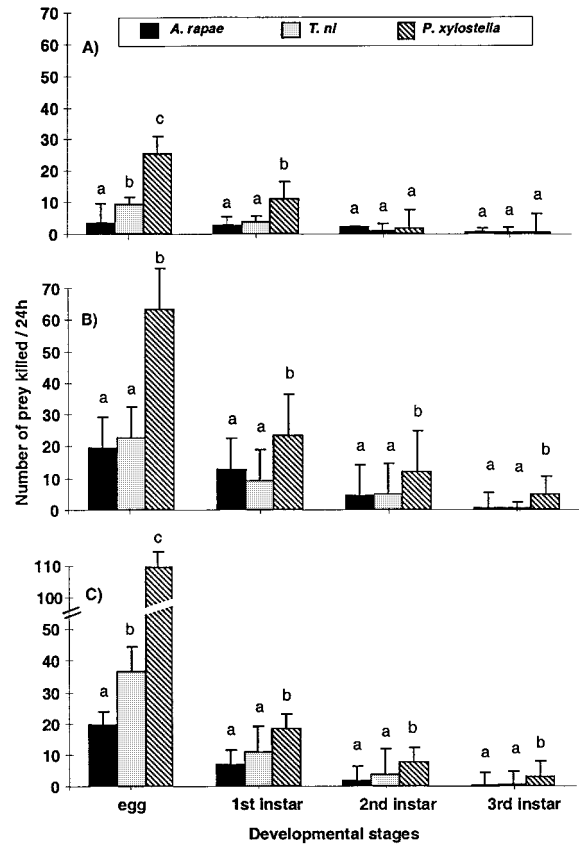 70
A. rapae T. ni P. xylostella
A)
60
50
40
30
20
10
0
a b c
a a b
a a a
a a a
70
B)
60
50
40
30
20
10
0
a a b
a a b
a a b
a a b
110
100
C)
50
40
30
20
10
0
a b c
a a b
a a b
a a b
Number of prey killed / 24h
egg 1st instar 2nd instar 3rd instar
Developmental stages